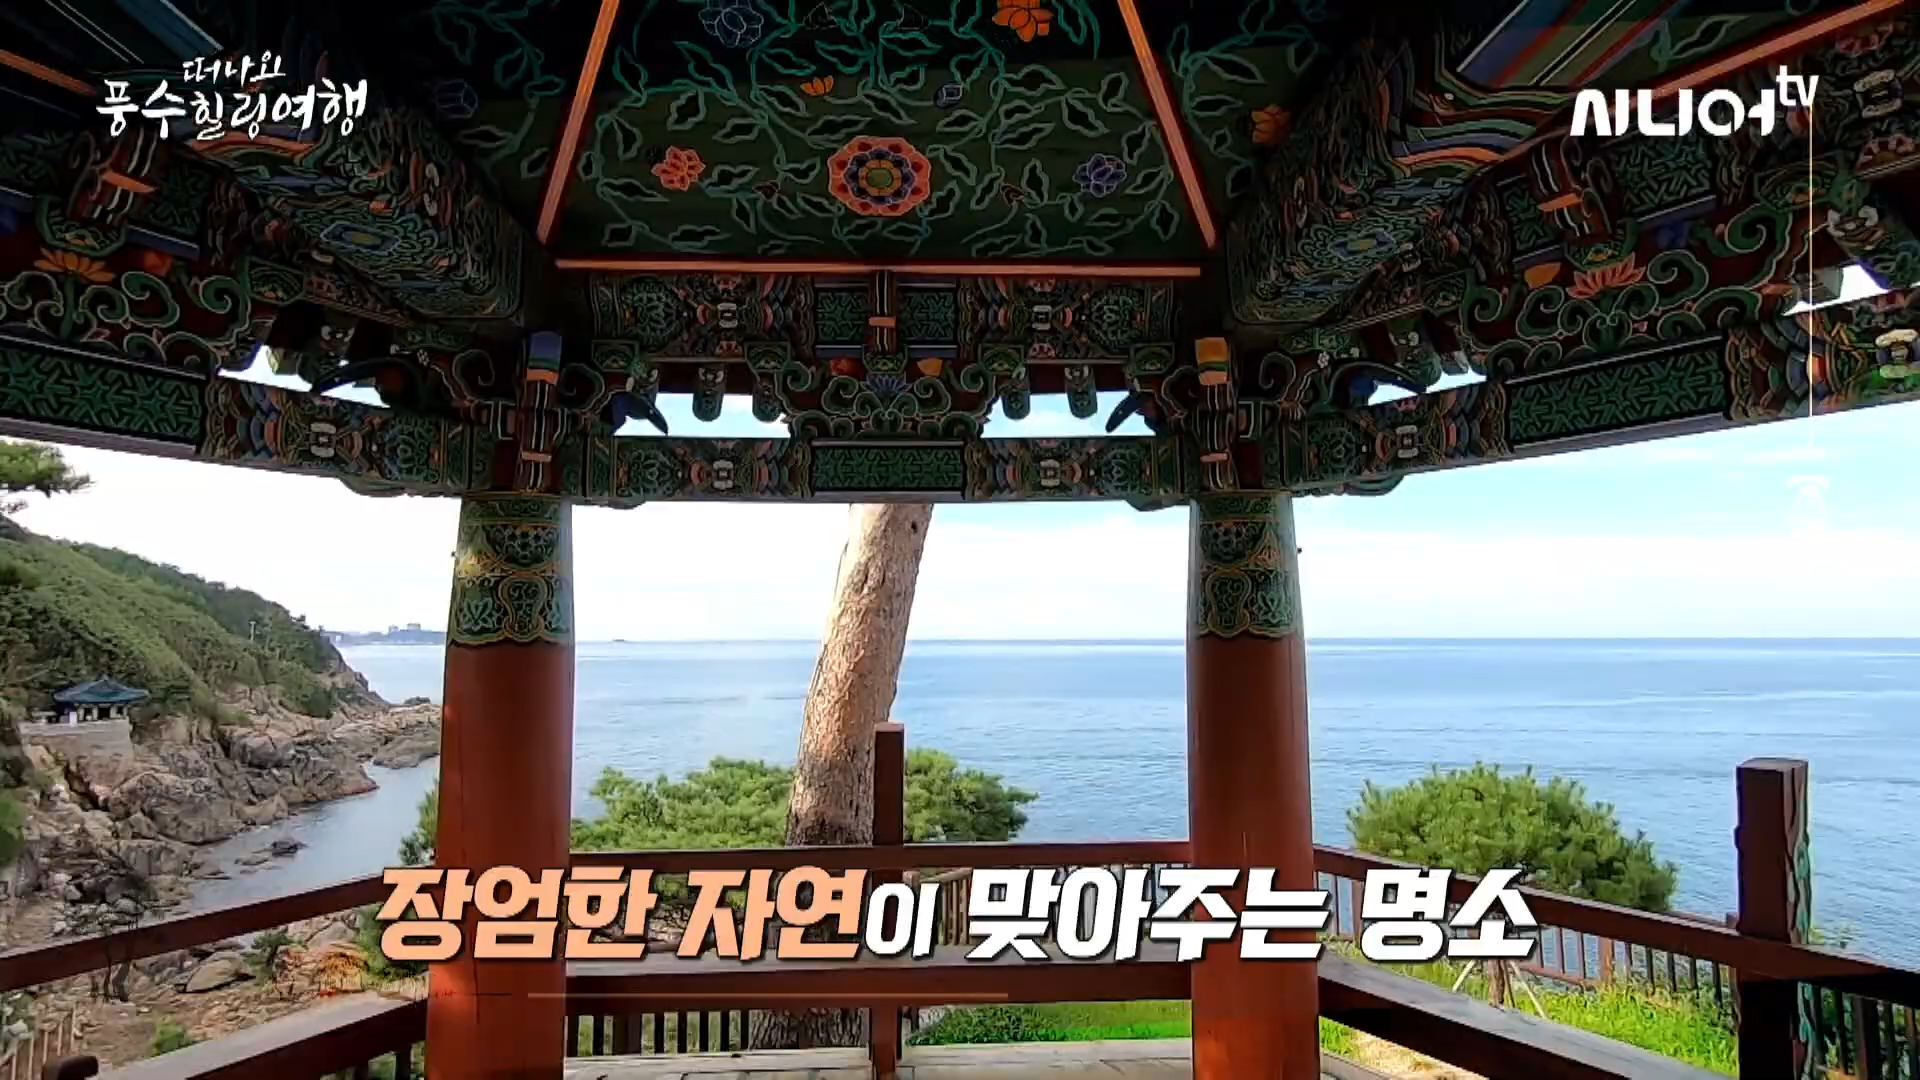 떠나요
풍수힐링여행
시니어tv
장엄한 자연이 맞아주는 명소